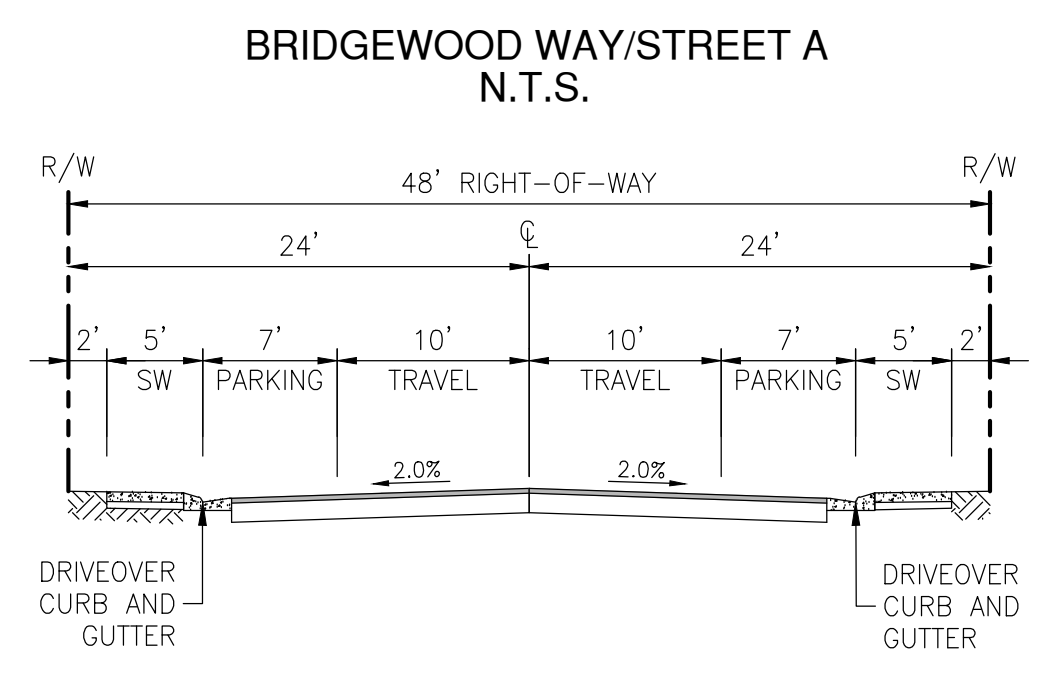 BRIDGEWOOD WAY/STREET A
N.T.S.
R/W
R/W
48' RIGHT-OF-WAY
24'
℄
24'
2'
5'
7'
10'
10'
7'
5'
2'
SW
PARKING
TRAVEL
TRAVEL
PARKING
SW
2.0%
2.0%
DRIVEOVER
CURB AND
GUTTER
DRIVEOVER
CURB AND
GUTTER